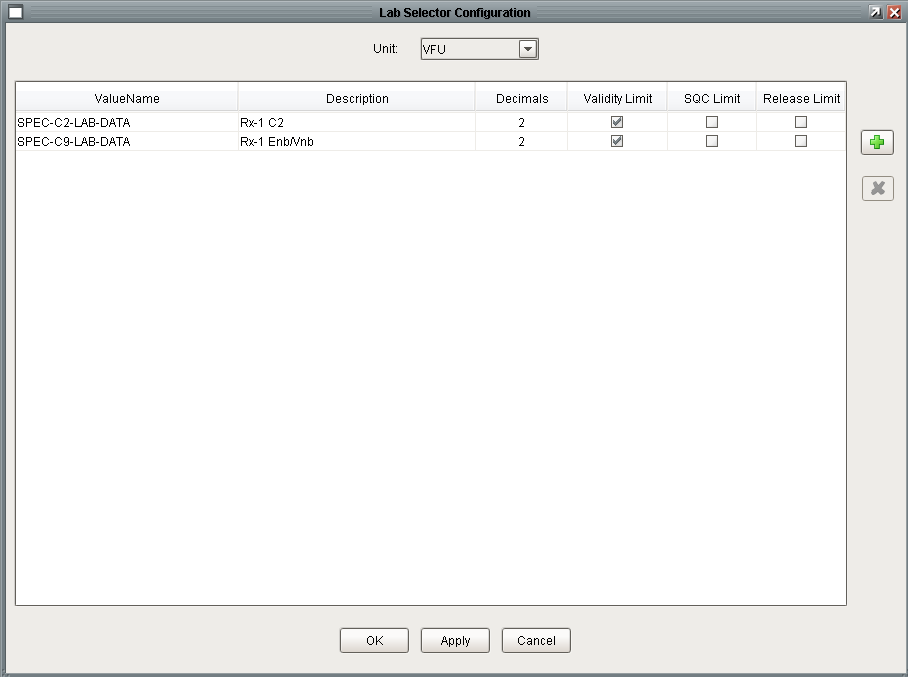 Lab Selector Configuration
Unit: VFU
ValueName Description Decimals Validity Limit SQC Limit Release Limit
SPEC-C2-LAB-DATA Rx-1 C2 2
SPEC-C9-LAB-DATA Rx-1 Enb/Vnb 2
OK Apply Cancel